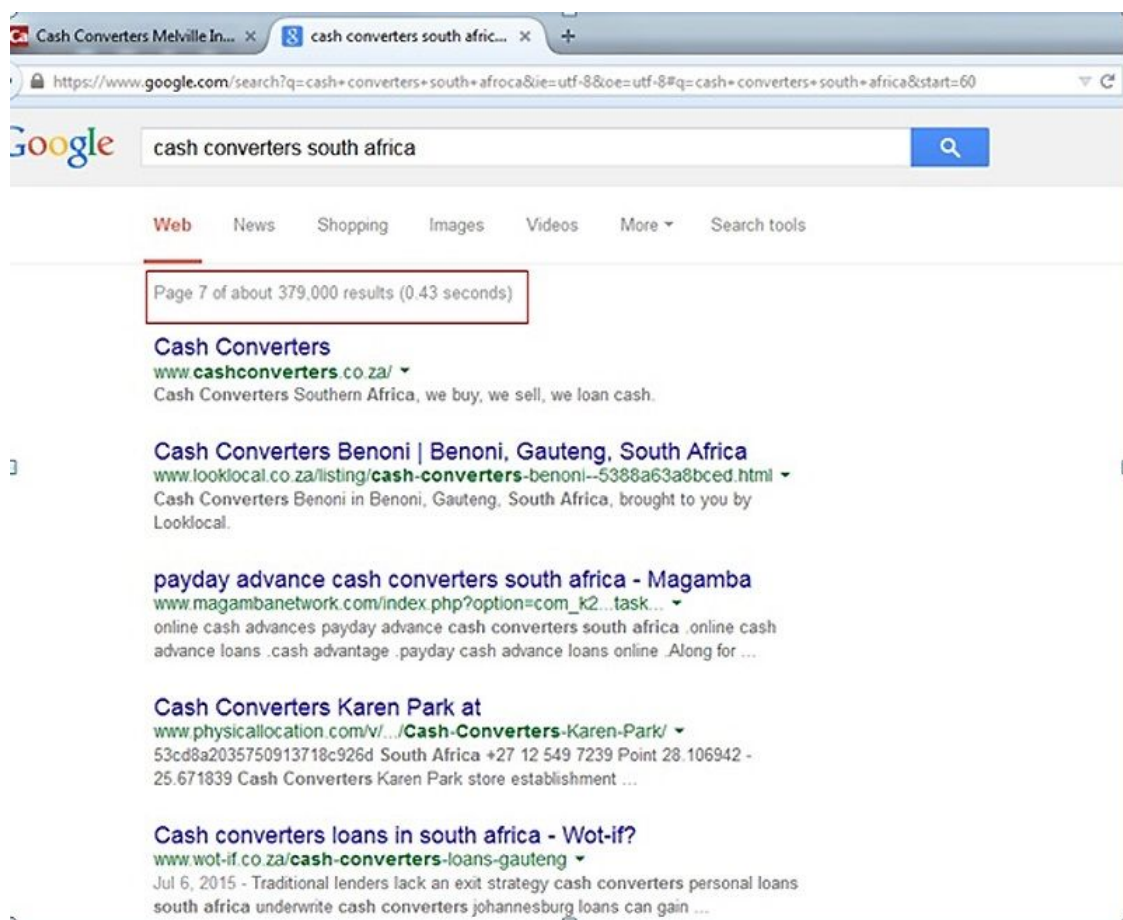 Ca Cash Converters Melville In... × 8 cash converters south afric... × +
https://www.google.com/search?q=cash+converters+south+afroca&ie=utf-8&oe=utf-8#q=cash+converters+south+africa&start=60
Google cash converters south africa
Web News Shopping Images Videos More Search tools
Page 7 of about 379,000 results (0.43 seconds)
Cash Converters
www.cashconverters.co.za/
Cash Converters Southern Africa, we buy, we sell, we loan cash.
Cash Converters Benoni | Benoni, Gauteng, South Africa
www.looklocal.co.za/listing/cash-converters-benoni--5388a63a8bced.html
Cash Converters Benoni in Benoni, Gauteng, South Africa, brought to you by
Looklocal.
payday advance cash converters south africa - Magamba
www.magambanetwork.com/index.php?option=com_k2...task...
online cash advances payday advance cash converters south africa .online cash
advance loans .cash advantage .payday cash advance loans online .Along for ...
Cash Converters Karen Park at
www.physicallocation.com/v/.../Cash-Converters-Karen-Park/
53cd8a2035750913718c926d South Africa +27 12 549 7239 Point 28.106942 -
25.671839 Cash Converters Karen Park store establishment ...
Cash converters loans in south africa - Wot-if?
www.wot-if.co.za/cash-converters-loans-gauteng
Jul 6, 2015 - Traditional lenders lack an exit strategy cash converters personal loans
south africa underwrite cash converters johannesburg loans can gain ...